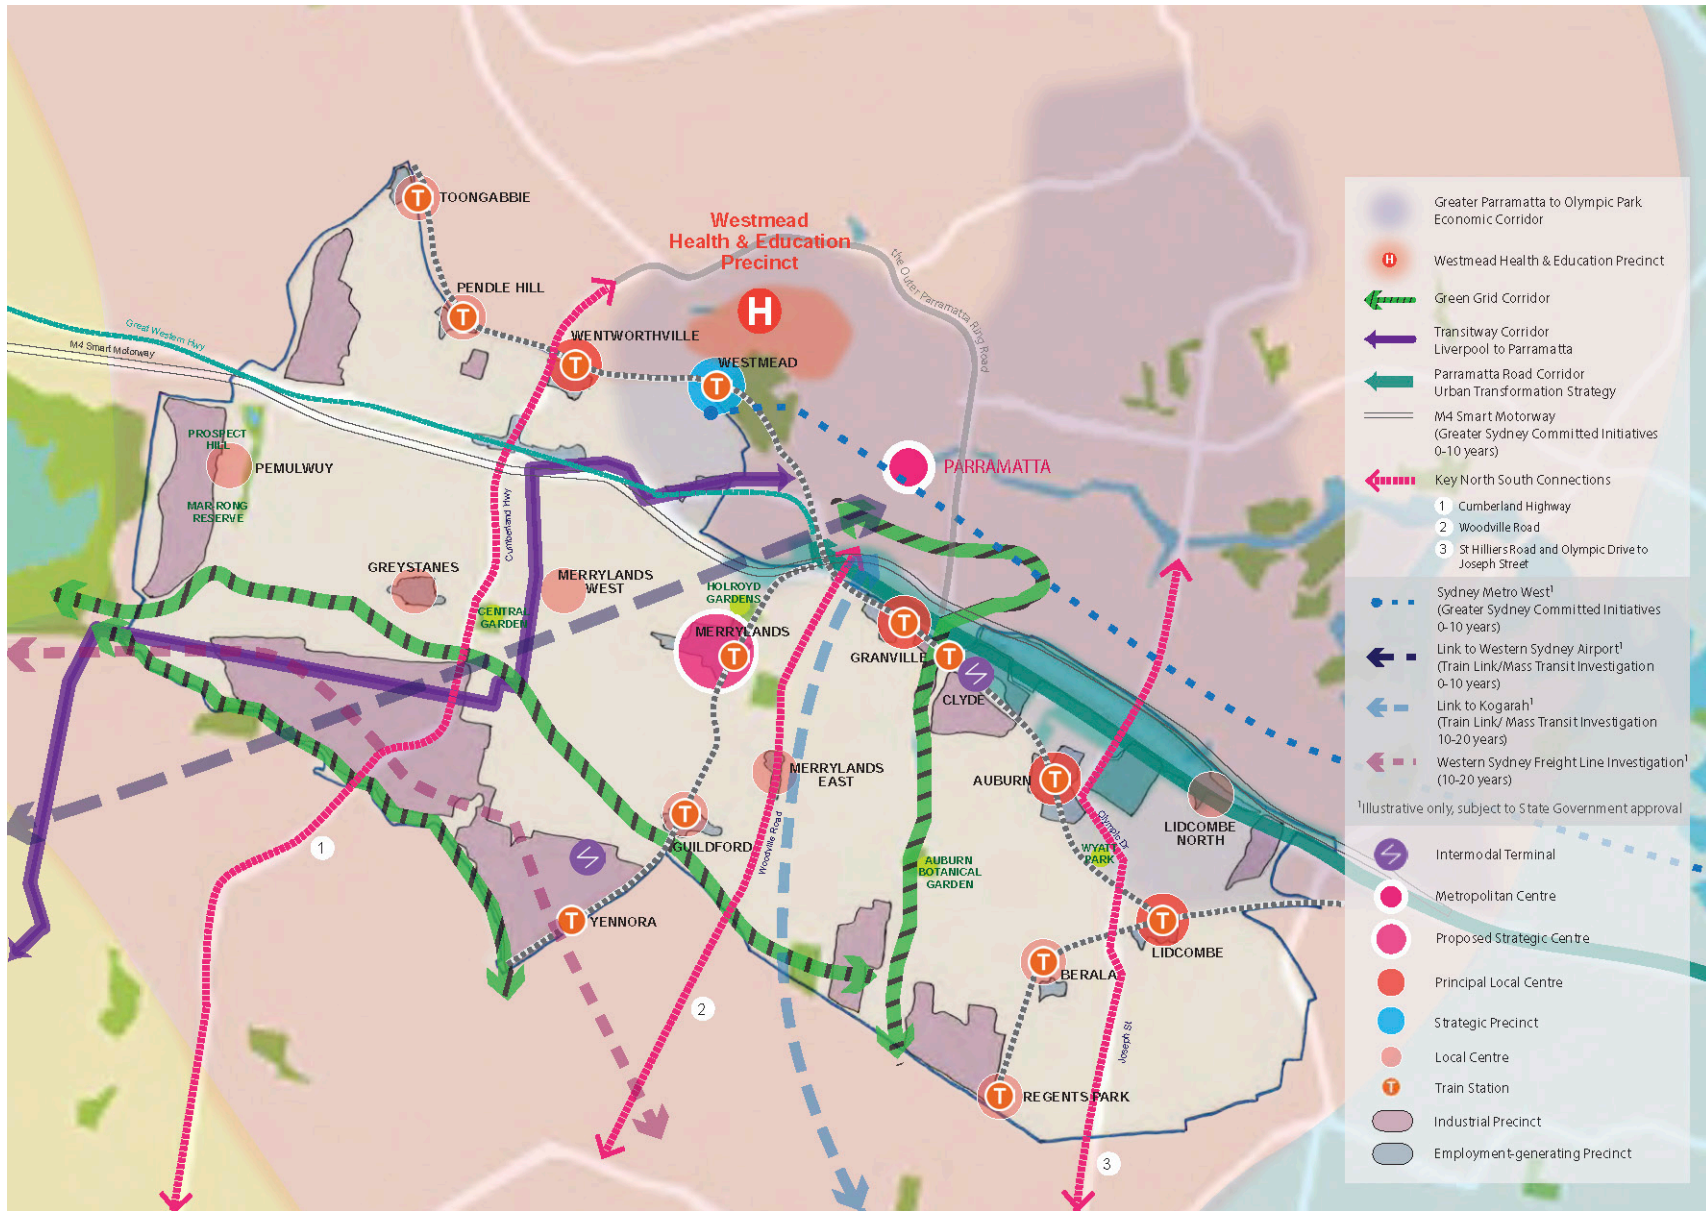 TOONGABBIE
Westmead
Health & Education
Precinct
the Outer Parramatta Ring Road
PENDLE HILL
H
WENTWORTHVILLE
WESTMEAD
Great Western Hwy
M4 Smart Motorway
PROSPECT
HILL
PEMULWUY
MARRONG
RESERVE
PARRAMATTA
Cumberland Hwy
GREYSTANES
MERRYLANDS
WEST
CENTRAL
GARDEN
HOLROYD
GARDENS
MERRYLANDS
GRANVILLE
CLYDE
MERRYLANDS
EAST
AUBURN
Woodville Road
GUILDFORD
Olympic Dr
WYATT
PARK
LIDCOMBE
NORTH
AUBURN
BOTANICAL
GARDEN
YENNORA
LIDCOMBE
BERALA
Joseph St
REGENTS PARK
1
2
3
T
T
T
T
T
T
T
T
T
T
T
T
T
Greater Parramatta to Olympic Park
Economic Corridor
H
Westmead Health & Education Precinct
Green Grid Corridor
Transitway Corridor
Liverpool to Parramatta
Parramatta Road Corridor
Urban Transformation Strategy
M4 Smart Motorway
(Greater Sydney Committed Initiatives
0-10 years)
Key North South Connections
1 Cumberland Highway
2 Woodville Road
3 St Hilliers Road and Olympic Drive to
Joseph Street
Sydney Metro West¹
(Greater Sydney Committed Initiatives
0-10 years)
Link to Western Sydney Airport¹
(Train Link/Mass Transit Investigation
0-10 years)
Link to Kogarah¹
(Train Link/ Mass Transit Investigation
10-20 years)
Western Sydney Freight Line Investigation¹
(10-20 years)
¹Illustrative only, subject to State Government approval
Intermodal Terminal
Metropolitan Centre
Proposed Strategic Centre
Principal Local Centre
Strategic Precinct
Local Centre
T Train Station
Industrial Precinct
Employment-generating Precinct